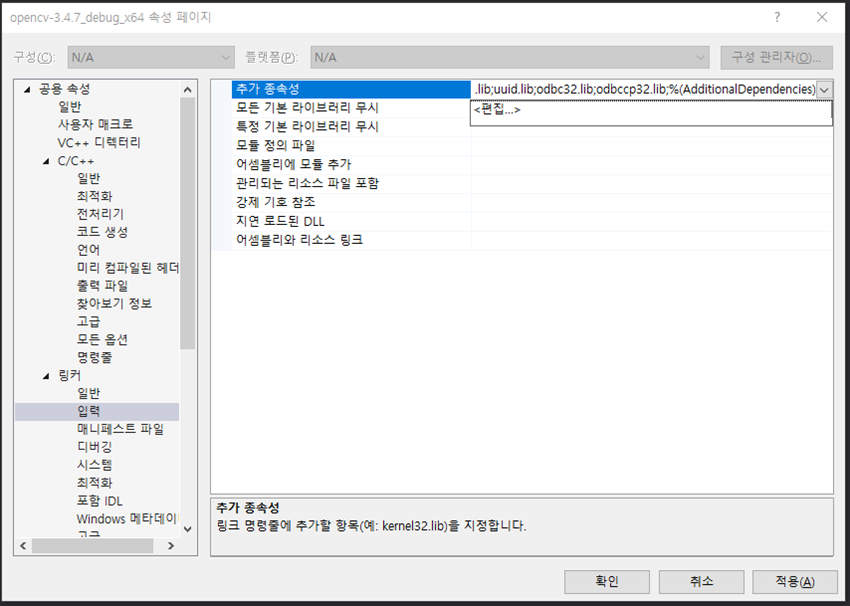 opencv-3.4.7_debug_x64 속성 페이지
구성(C): N/A 플랫폼(P): N/A 구성 관리자(O)...
공용 속성
일반
사용자 매크로
VC++ 디렉터리
C/C++
일반
최적화
전처리기
코드 생성
언어
미리 컴파일된 헤더
출력 파일
찾아보기 정보
고급
모든 옵션
명령줄
링커
일반
입력
매니페스트 파일
디버깅
시스템
최적화
포함 IDL
Windows 메타데이
고급
추가 종속성 .lib;uuid.lib;odbc32.lib;odbccp32.lib;%(AdditionalDependencies)
모든 기본 라이브러리 무시 <편집...>
특정 기본 라이브러리 무시
모듈 정의 파일
어셈블리에 모듈 추가
관리되는 리소스 파일 포함
강제 기호 참조
지연 로드된 DLL
어셈블리와 리소스 링크
추가 종속성
링크 명령줄에 추가할 항목(예: kernel32.lib)을 지정합니다.
확인 취소 적용(A)